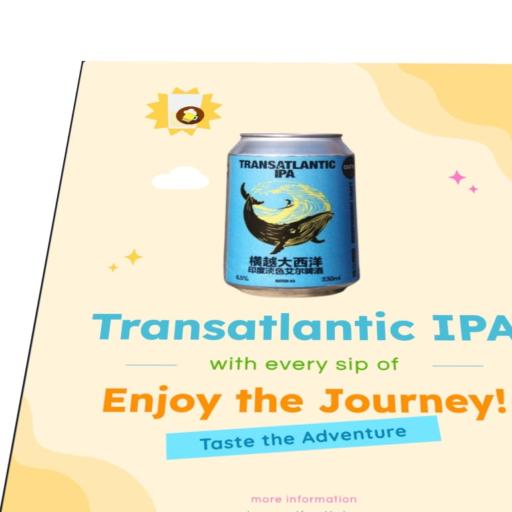 TRANSATLANTIC
IPA
横越大西洋
印度淡色艾尔啤酒
6.5%
330ml
Transatlantic IPA
with every sip of
Enjoy the Journey!
Taste the Adventure
more information